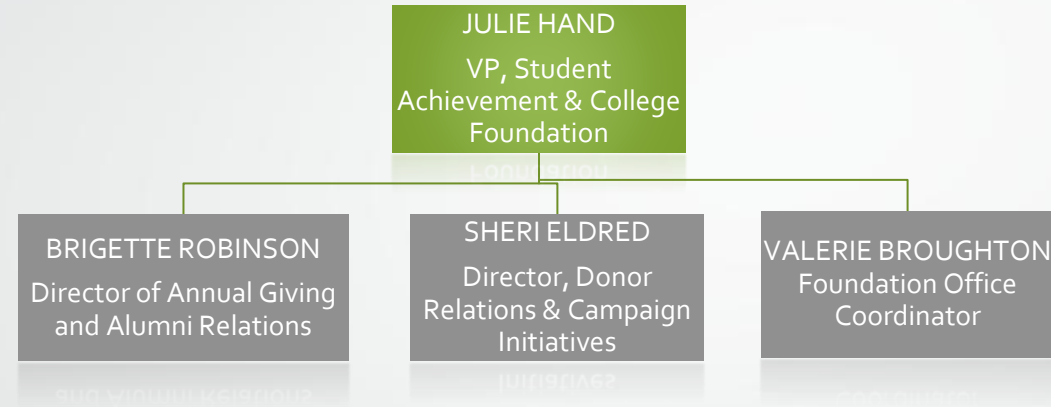 JULIE HAND
VP, Student
Achievement & College
Foundation
BRIGETTE ROBINSON
Director of Annual Giving
and Alumni Relations
SHERI ELDRED
Director, Donor
Relations & Campaign
Initiatives
VALERIE BROUGHTON
Foundation Office
Coordinator